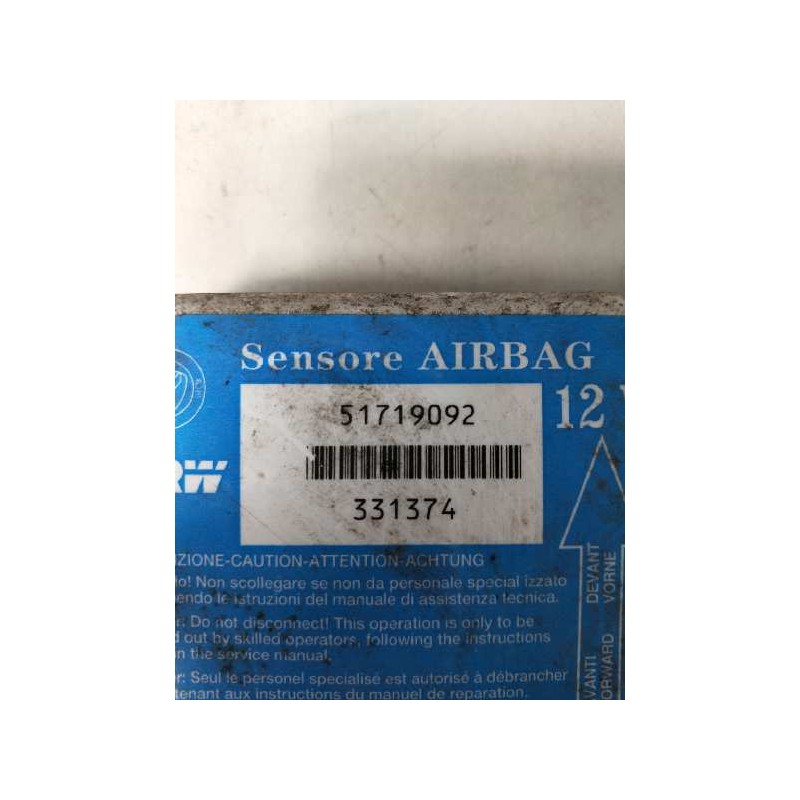 Sensore AIRBAG
51719092
12 V
RW
331374
ZIONE-CAUTION-ATTENTION-ACHTUNG
lo! Non scollegare se non da personale specializzato
endo le istruzioni del manuale di assistenza tecnica.
r: Do not disconnect! This operation is only to be
d out by skilled operators, following the instructions
n the service manual.
er: Seul le personel specialisé est autorisé à débrancher
tenant aux instructions du manuel de reparation.
DEVANT
VORNE
VANTI
ORWARD